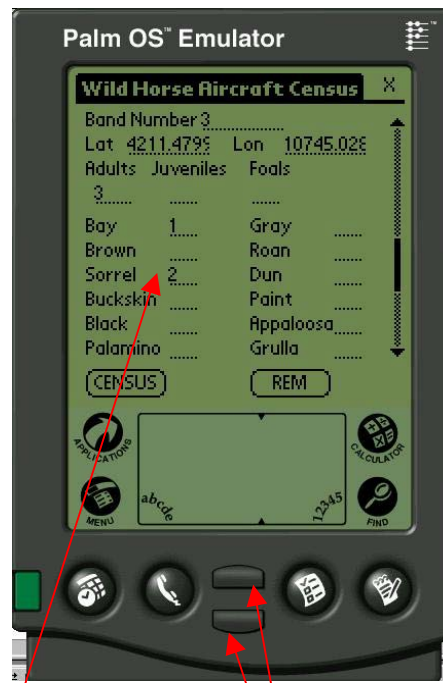 Palm OS™ Emulator
Wild Horse Aircraft Census X
Band Number 3
Lat 4211.4799 Lon 10745.028
Adults Juveniles Foals
3
Bay 1 Gray
Brown Roan
Sorrel 2 Dun
Buckskin Paint
Black Appaloosa
Palamino Grulla
CENSUS REM
APPLICATIONS CALCULATOR
MENU abcde 12345 FIND